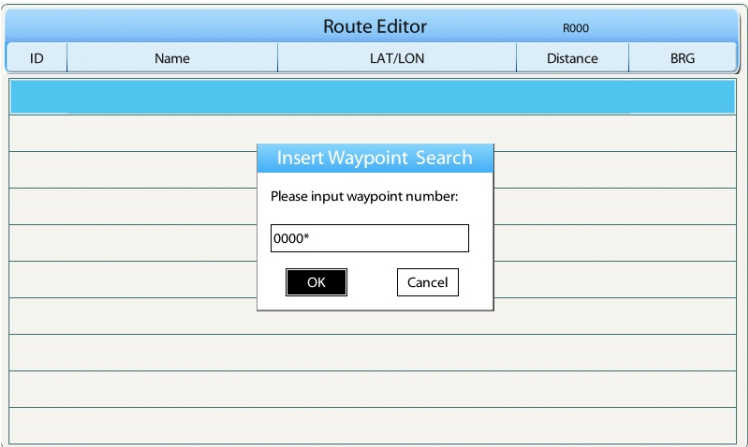 Route Editor R000
ID Name LAT/LON Distance BRG
Insert Waypoint Search
Please input waypoint number:
0000*
OK Cancel